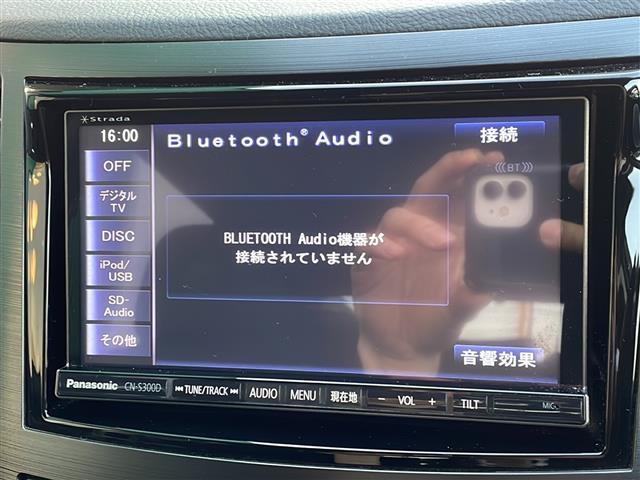 Strada
16:00
Bluetooth® Audio
接続
OFF
(((BT)))
デジタル
TV
DISC
BLUETOOTH Audio機器が
接続されていません
iPod/
USB
SD-
Audio
その他
音響効果
Panasonic CN-S300D
TUNE/TRACK
AUDIO
MENU
現在地
− VOL +
TILT
MIC